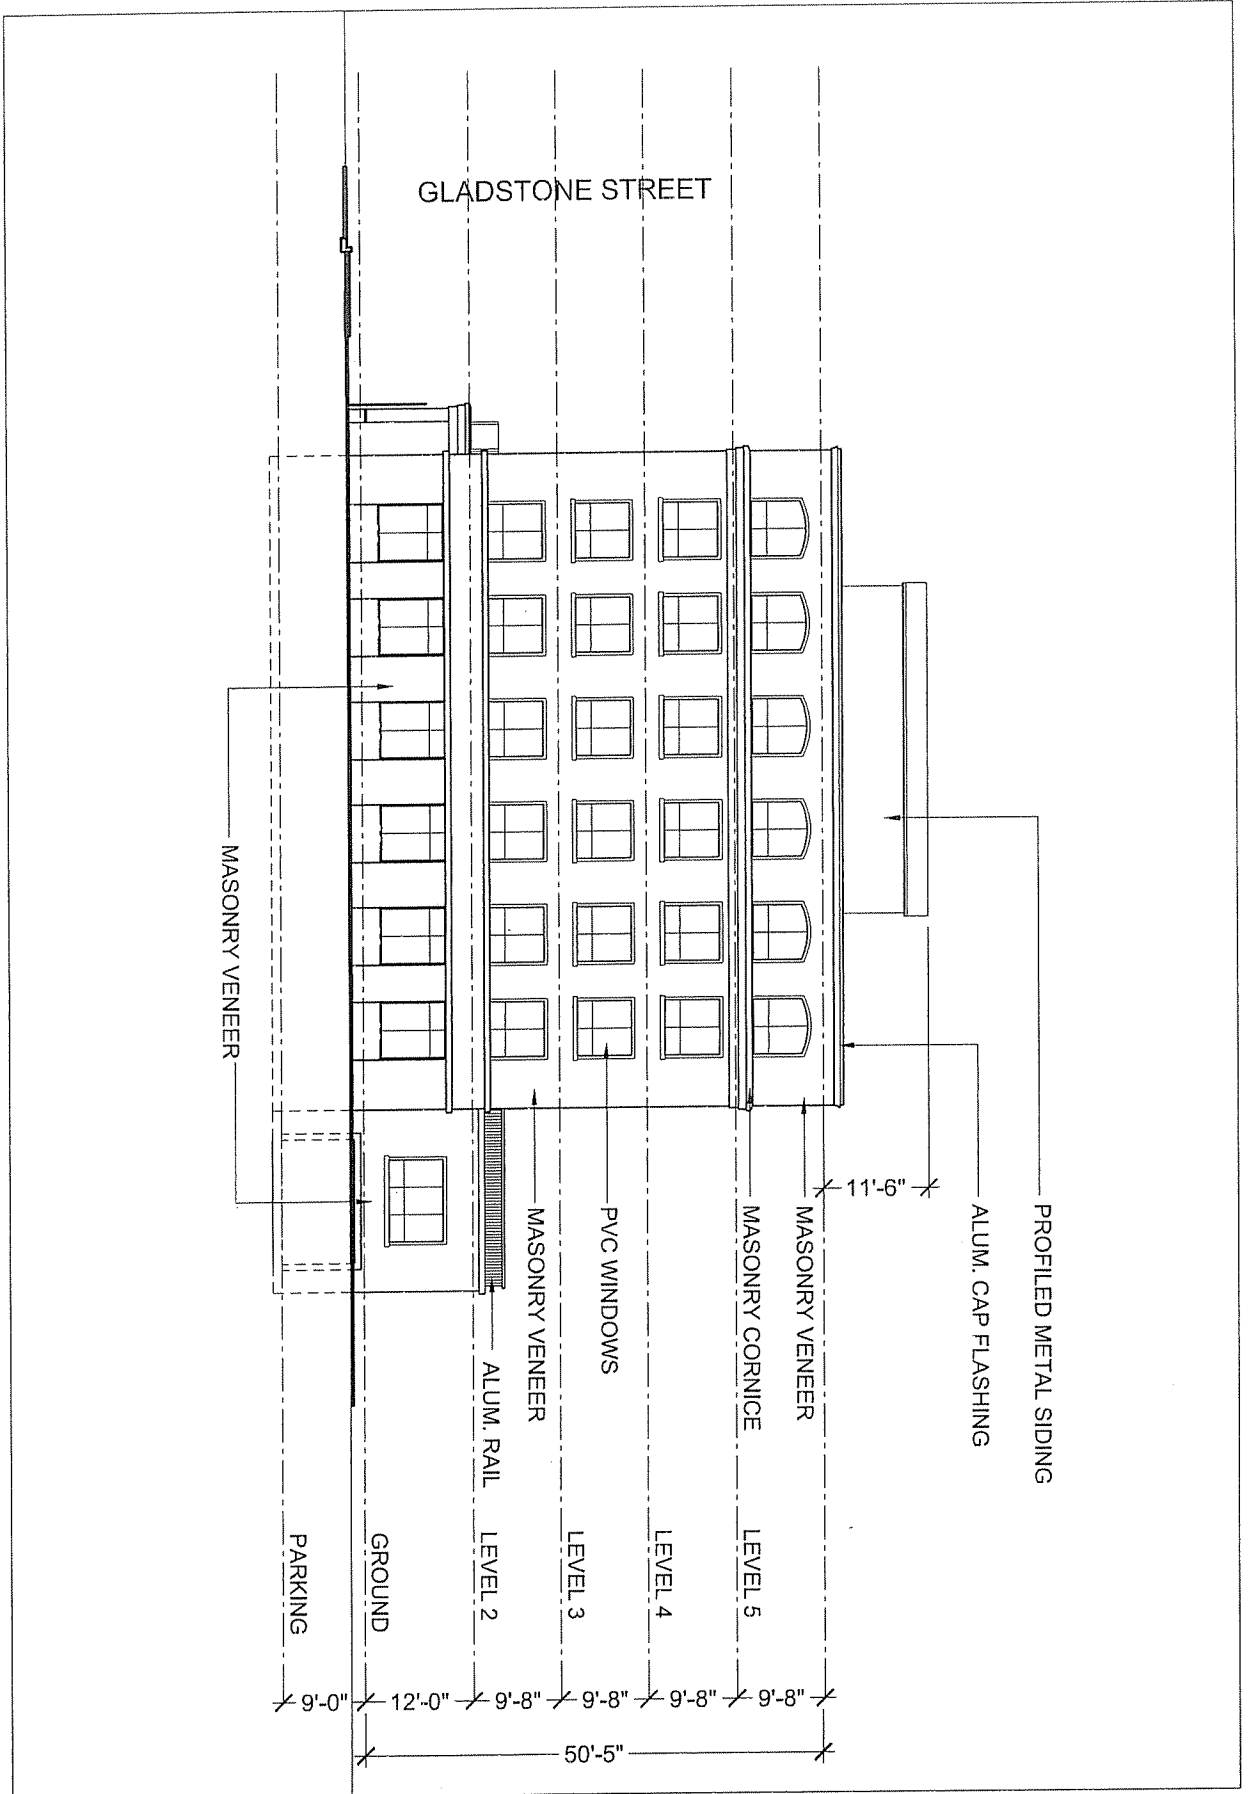 GLADSTONE STREET
PROFILED METAL SIDING
ALUM. CAP FLASHING
11'-6"
MASONRY VENEER
MASONRY CORNICE
PVC WINDOWS
MASONRY VENEER
ALUM. RAIL
MASONRY VENEER
LEVEL 5
LEVEL 4
LEVEL 3
LEVEL 2
GROUND
PARKING
9'-8"
9'-8"
9'-8"
9'-8"
12'-0"
9'-0"
50'-5"